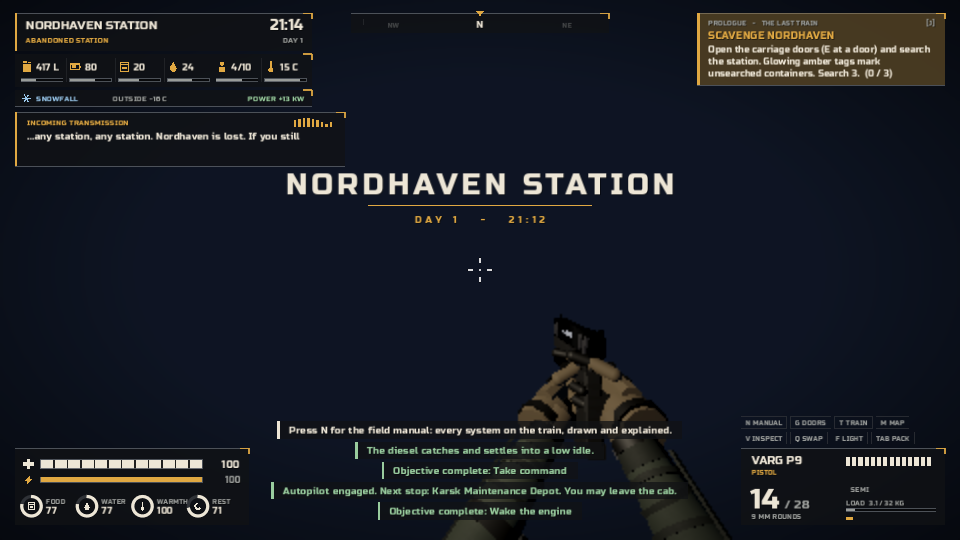 NORDHAVEN STATION
21:14
ABANDONED STATION
DAY 1
417 L
80
20
24
4/10
15 C
SNOWFALL
OUTSIDE -16 C
POWER +13 KW
INCOMING TRANSMISSION
...any station, any station. Nordhaven is lost. If you still
NW
N
NE
PROLOGUE - THE LAST TRAIN
[J]
SCAVENGE NORDHAVEN
Open the carriage doors (E at a door) and search
the station. Glowing amber tags mark
unsearched containers. Search 3. (0 / 3)
NORDHAVEN STATION
DAY 1 - 21:12
Press N for the field manual: every system on the train, drawn and explained.
The diesel catches and settles into a low idle.
Objective complete: Take command
Autopilot engaged. Next stop: Karsk Maintenance Depot. You may leave the cab.
Objective complete: Wake the engine
100
100
FOOD
77
WATER
77
WARMTH
100
REST
71
N MANUAL
G DOORS
T TRAIN
M MAP
V INSPECT
Q SWAP
F LIGHT
TAB PACK
VARG P9
PISTOL
14 / 28
SEMI
LOAD 3.1 / 32 KG
9 MM ROUNDS